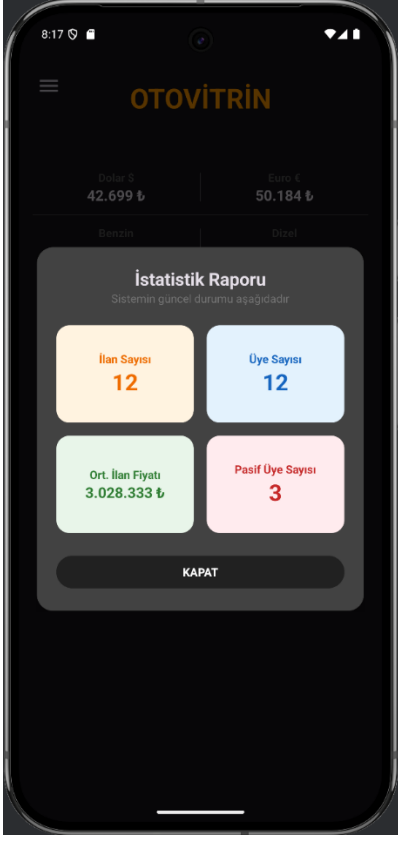 8:17
OTOVİTRİN
Dolar $
Euro €
42.699 ₺
50.184 ₺
Benzin
Dizel
İstatistik Raporu
Sistemin güncel durumu aşağıdadır
İlan Sayısı
12
Üye Sayısı
12
Ort. İlan Fiyatı
3.028.333 ₺
Pasif Üye Sayısı
3
KAPAT